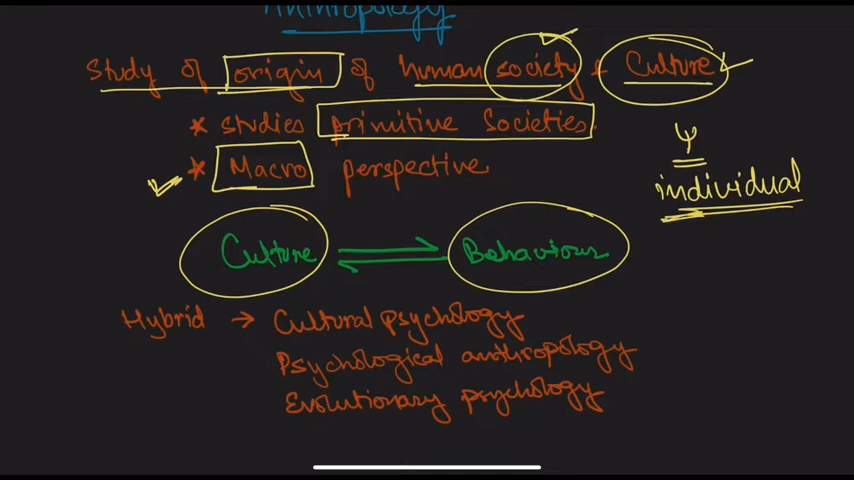 Anthropology
Study of origin of human society & Culture
* studies primitive Societies.
* Macro perspective
ψ
individual
Culture ⇌ Behaviour
Hybrid → Cultural psychology
Psychological anthropology
Evolutionary psychology